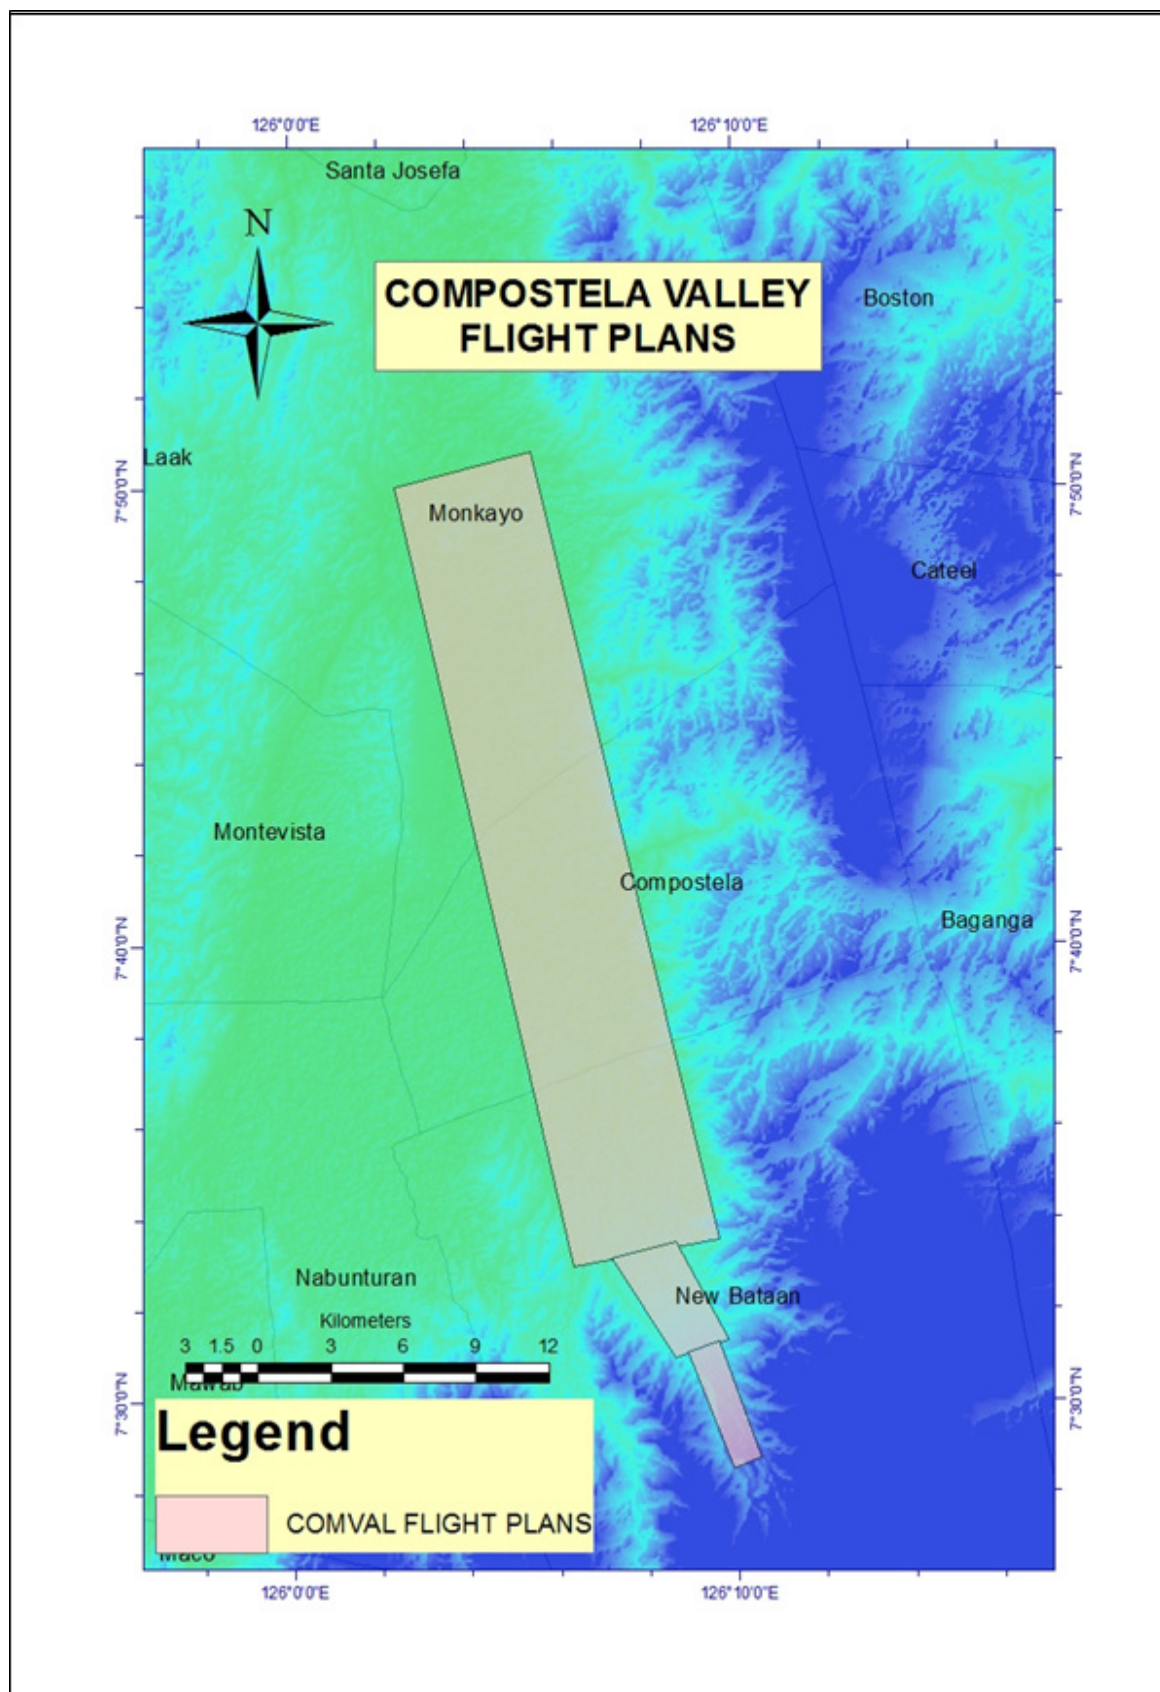 126°0'0"E
126°10'0"E
Santa Josefa
N
COMPOSTELA VALLEY
FLIGHT PLANS
Boston
Laak
7°50'0"N
7°50'0"N
Monkayo
Cateel
Montevista
Compostela
Baganga
7°40'0"N
7°40'0"N
Nabunturan
New Bataan
Kilometers
3 1.5 0 3 6 9 12
Mawab
7°30'0"N
7°30'0"N
Legend
COMVAL FLIGHT PLANS
Maco
126°0'0"E
126°10'0"E